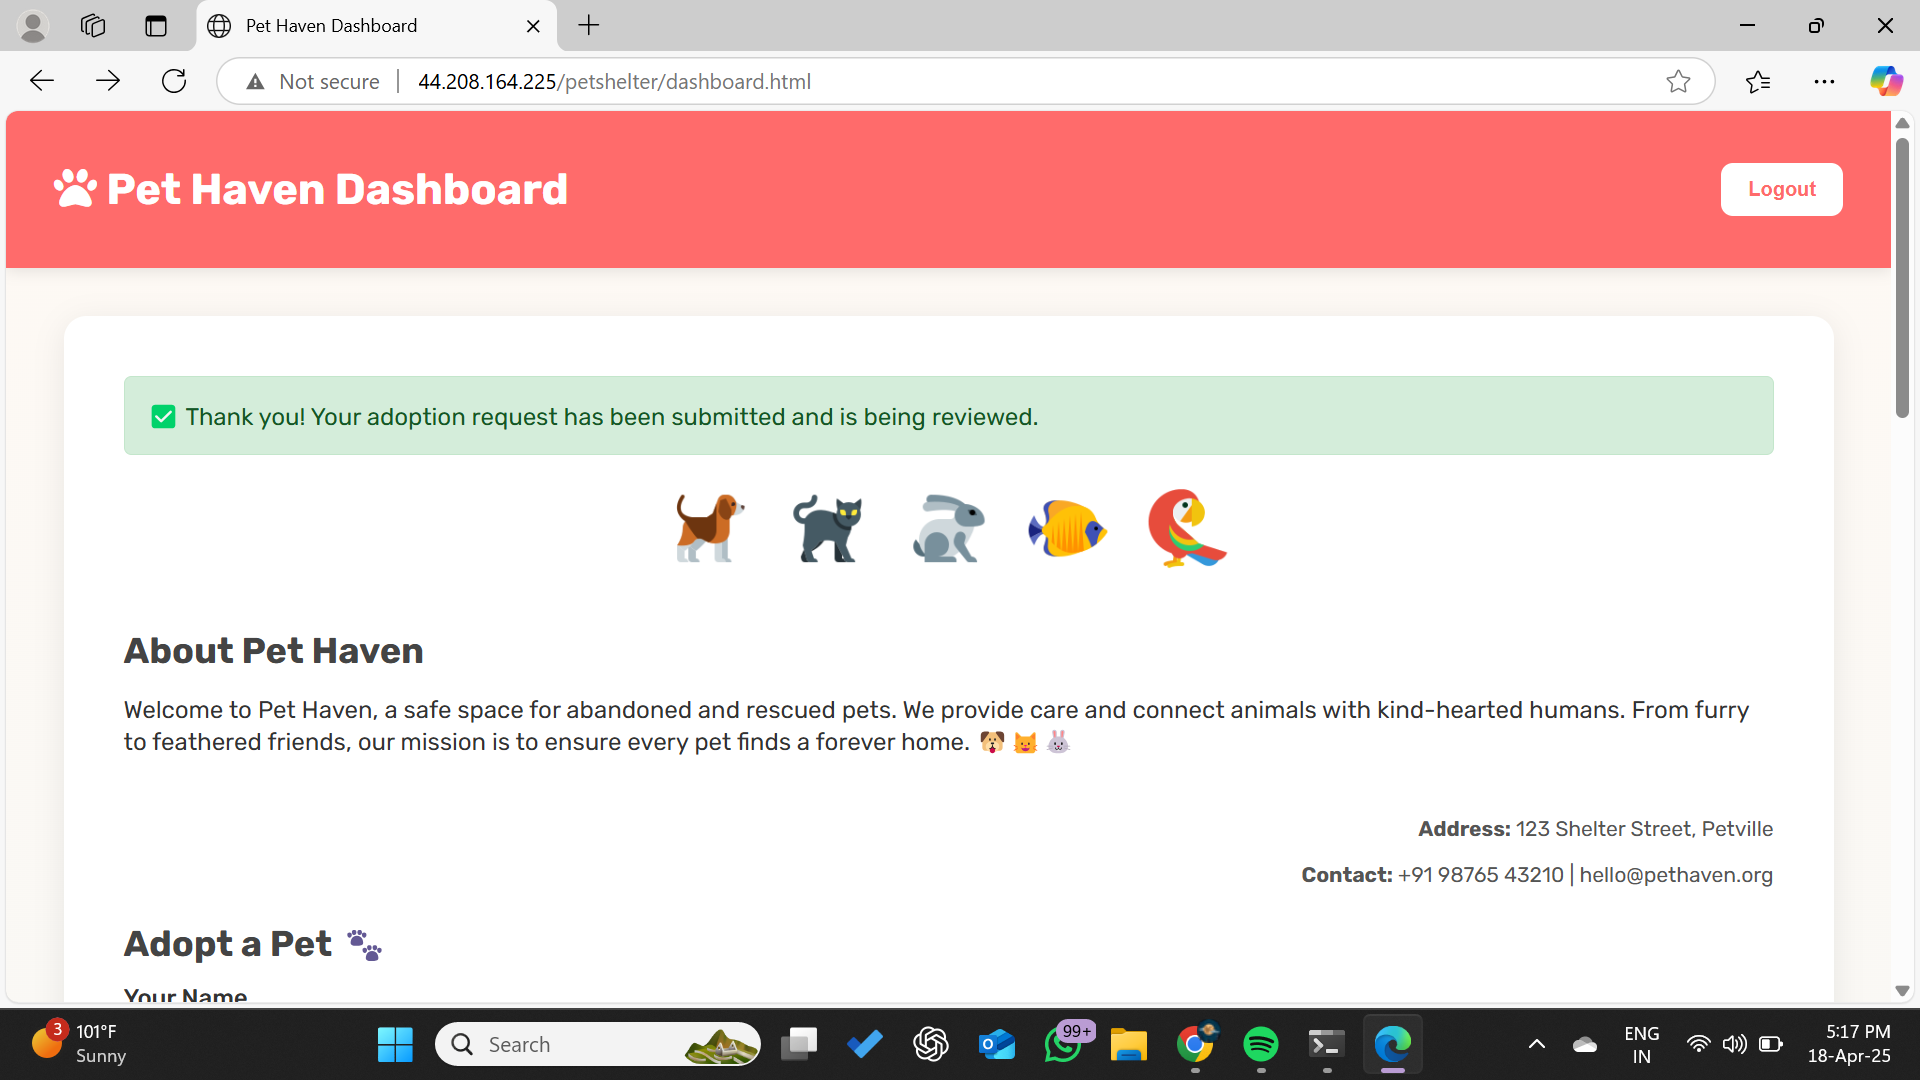 Pet Haven Dashboard
Not secure
44.208.164.225/petshelter/dashboard.html
Pet Haven Dashboard
Logout
Thank you! Your adoption request has been submitted and is being reviewed.
About Pet Haven
Welcome to Pet Haven, a safe space for abandoned and rescued pets. We provide care and connect animals with kind-hearted humans. From furry
to feathered friends, our mission is to ensure every pet finds a forever home.
Address: 123 Shelter Street, Petville
Contact: +91 98765 43210 | hello@pethaven.org
Adopt a Pet
Your Name
3
101°F
Sunny
Search
99+
ENG
IN
5:17 PM
18-Apr-25